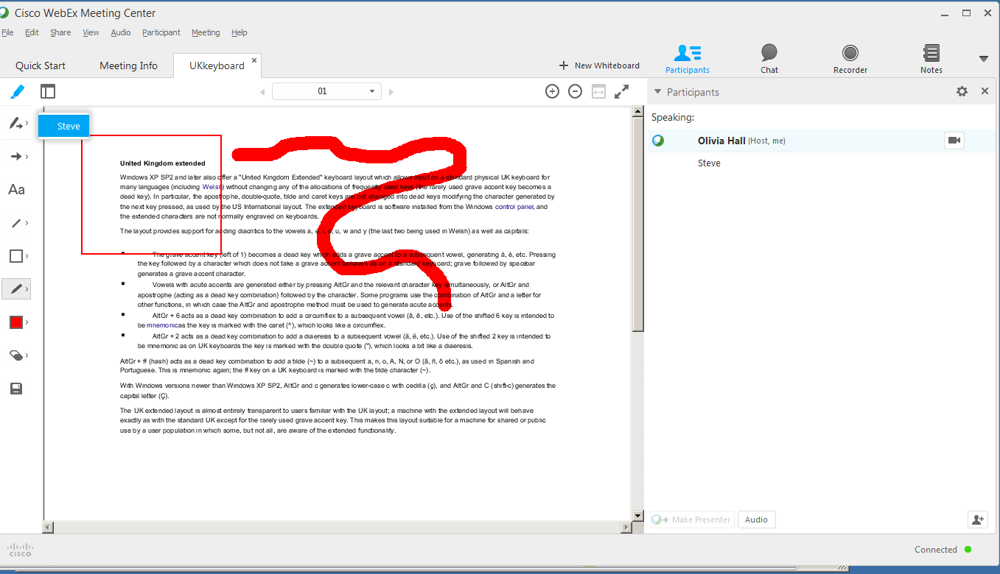 Cisco WebEx Meeting Center
File Edit Share View Audio Participant Meeting Help
Quick Start Meeting Info UKkeyboard New Whiteboard Participants Chat Recorder Notes
01
Participants
Speaking:
Steve
Olivia Hall (Host, me)
Steve
Aa
United Kingdom extended
Windows XP SP2 and later also offer a "United Kingdom Extended" keyboard layout which allows input on a standard physical UK keyboard for
many languages (including Welsh) without changing any of the allocations of frequently used keys (the rarely used grave accent key becomes a
dead key). In particular, the apostrophe, double-quote, tilde and caret keys are not changed into dead keys modifying the character generated by
the next key pressed, as used by the US International layout. The extended keyboard is software installed from the Windows control panel, and
the extended characters are not normally engraved on keyboards.
The layout provides support for adding diacritics to the vowels a, e, i, o, u, w and y (the last two being used in Welsh) as well as capitals:
The grave accent key (left of 1) becomes a dead key which adds a grave accent to a subsequent vowel, generating à, è, etc. Pressing
the key followed by a character which does not take a grave accent behaves as on a standard keyboard; grave followed by spacebar
generates a grave accent character.
Vowels with acute accents are generated either by pressing AltGr and the relevant character key simultaneously, or AltGr and
apostrophe (acting as a dead key combination) followed by the character. Some programs use the combination of AltGr and a letter for
other functions, in which case the AltGr and apostrophe method must be used to generate acute accents.
AltGr + 6 acts as a dead key combination to add a circumflex to a subsequent vowel (â, ê, etc.). Use of the shifted 6 key is intended to
be mnemonic as the key is marked with the caret (^), which looks like a circumflex.
AltGr + 2 acts as a dead key combination to add a diaeresis to a subsequent vowel (ä, ë, etc.). Use of the shifted 2 key is intended to
be mnemonic as on UK keyboards the key is marked with the double quote ("), which looks a bit like a diaeresis.
AltGr + # (hash) acts as a dead key combination to add a tilde (~) to a subsequent a, n, o, A, N, or O (ã, ñ, õ etc.), as used in Spanish and
Portuguese. This is mnemonic again; the # key on a UK keyboard is marked with the tilde character (~).
With Windows versions newer than Windows XP SP2, AltGr and c generates lower-case c with cedilla (ç), and AltGr and C (shift-c) generates the
capital letter (Ç).
The UK extended layout is almost entirely transparent to users familiar with the UK layout; a machine with the extended layout will behave
exactly as with the standard UK except for the rarely used grave accent key. This makes this layout suitable for a machine for shared or public
use by a user population in which some, but not all, are aware of the extended functionality.
Make Presenter Audio
CISCO
Connected